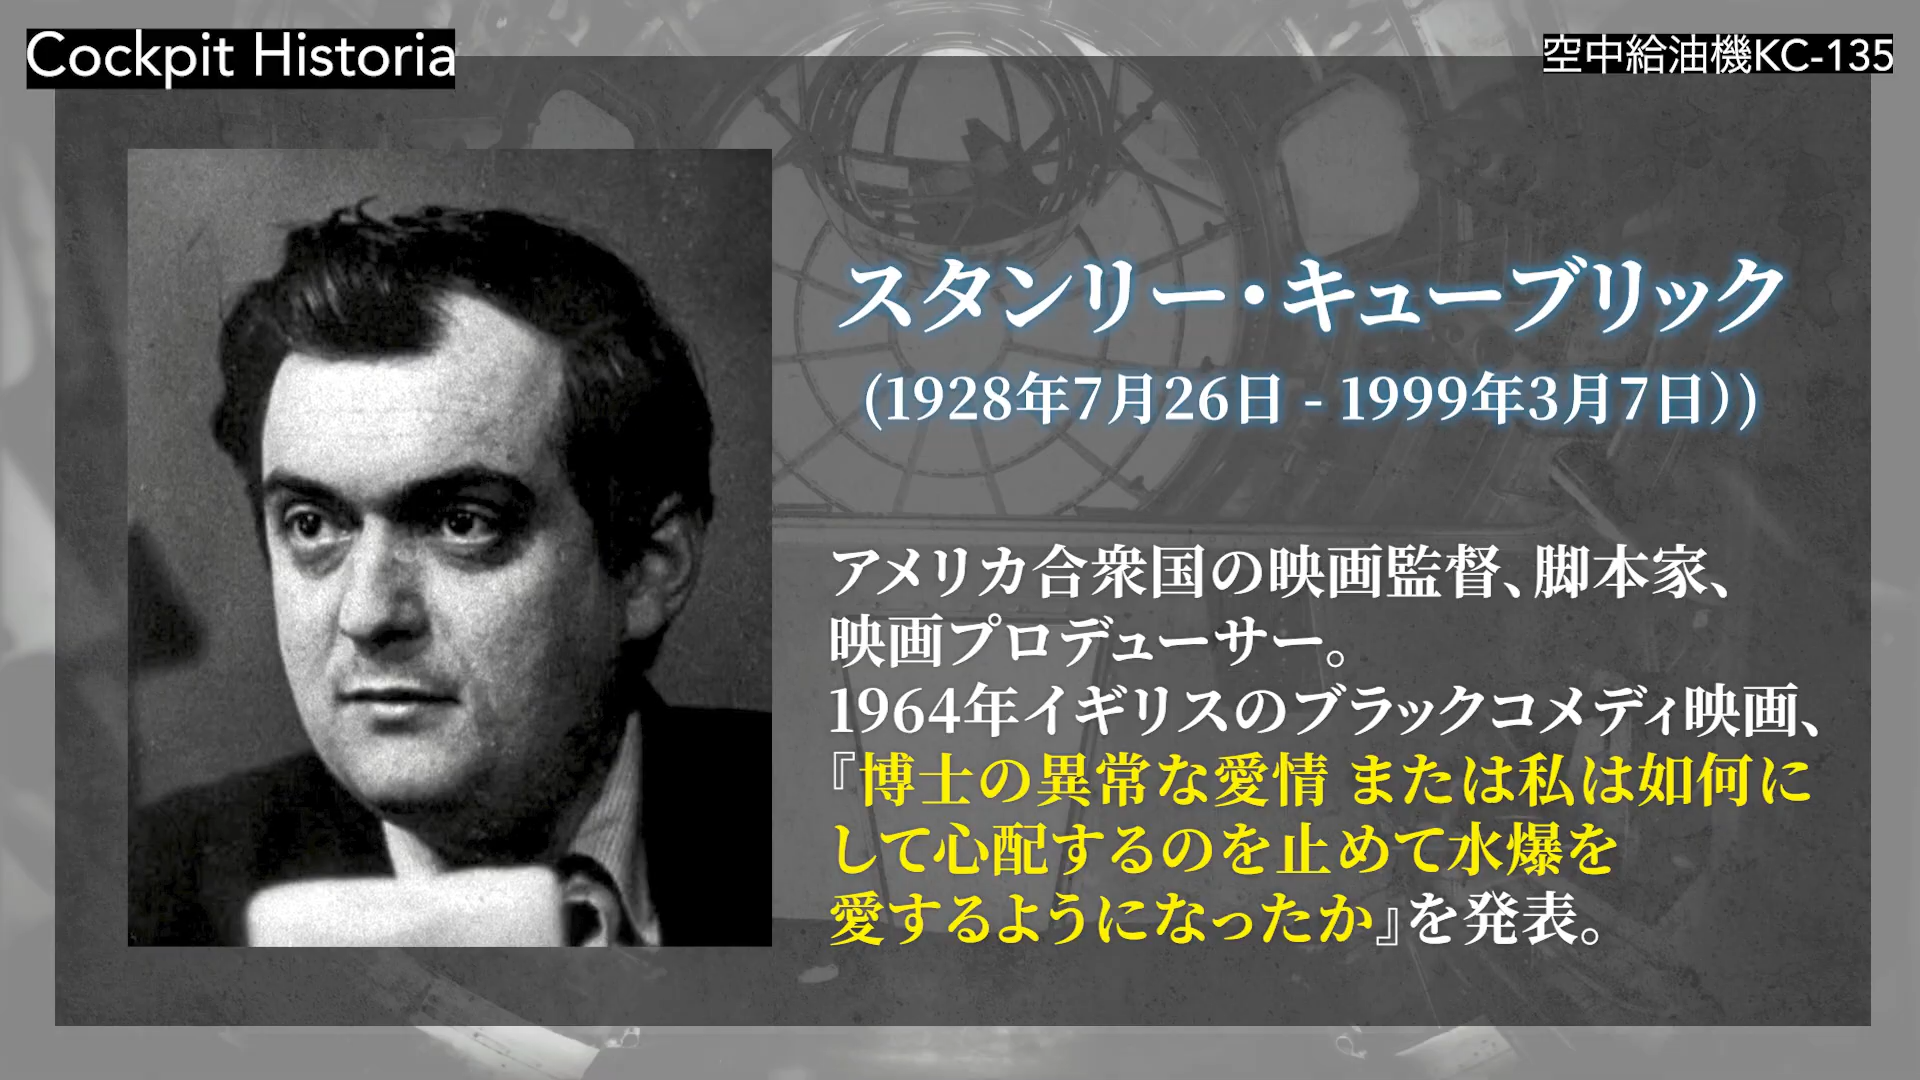 Cockpit Historia
空中給油機KC-135
スタンリー・キューブリック
(1928年7月26日 - 1999年3月7日))
アメリカ合衆国の映画監督、脚本家、
映画プロデューサー。
1964年イギリスのブラックコメディ映画、
『博士の異常な愛情 または私は如何に
して心配するのを止めて水爆を
愛するようになったか』を発表。